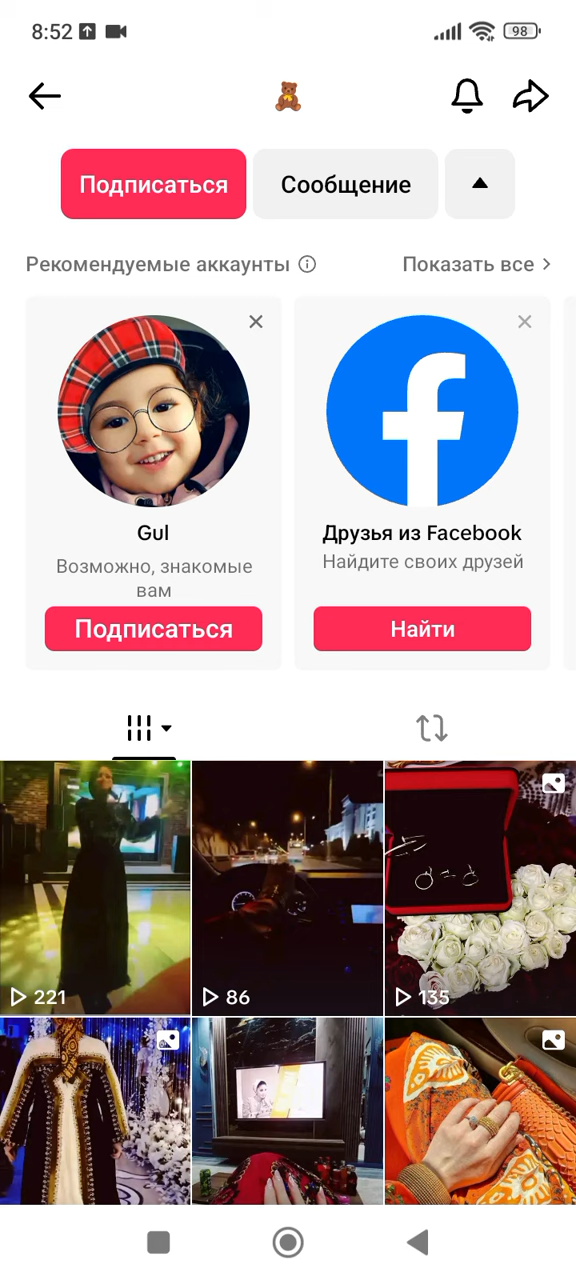 8:52
98
🧸
Подписаться
Сообщение
Рекомендуемые аккаунты
Показать все
Gul
Возможно, знакомые
вам
Подписаться
Друзья из Facebook
Найдите своих друзей
Найти
221
86
135